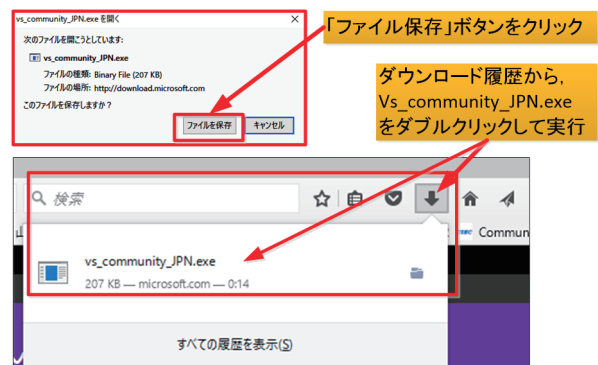 vs_community_JPN.exe を開く
次のファイルを開こうとしています:
vs_community_JPN.exe
ファイルの種類: Binary File (207 KB)
ファイルの場所: http://download.microsoft.com
このファイルを保存しますか?
ファイルを保存
キャンセル
「ファイル保存」ボタンをクリック
ダウンロード履歴から,
Vs_community_JPN.exe
をダブルクリックして実行
検索
Commun
vs_community_JPN.exe
207 KB — microsoft.com — 0:14
すべての履歴を表示(S)